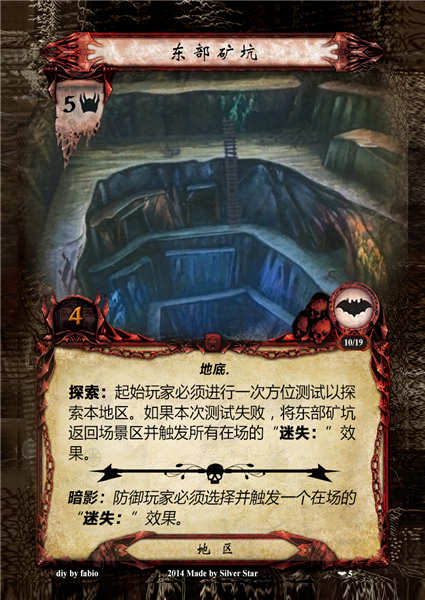 东部矿坑
5
4
10/19
地底.
探索：起始玩家必须进行一次方位测试以探
索本地区。如果本次测试失败，将东部矿坑
返回场景区并触发所有在场的“迷失：”效
果。
暗影：防御玩家必须选择并触发一个在场的
“迷失：”效果。
地 区
diy by fabio 2014 Made by Silver Star 5